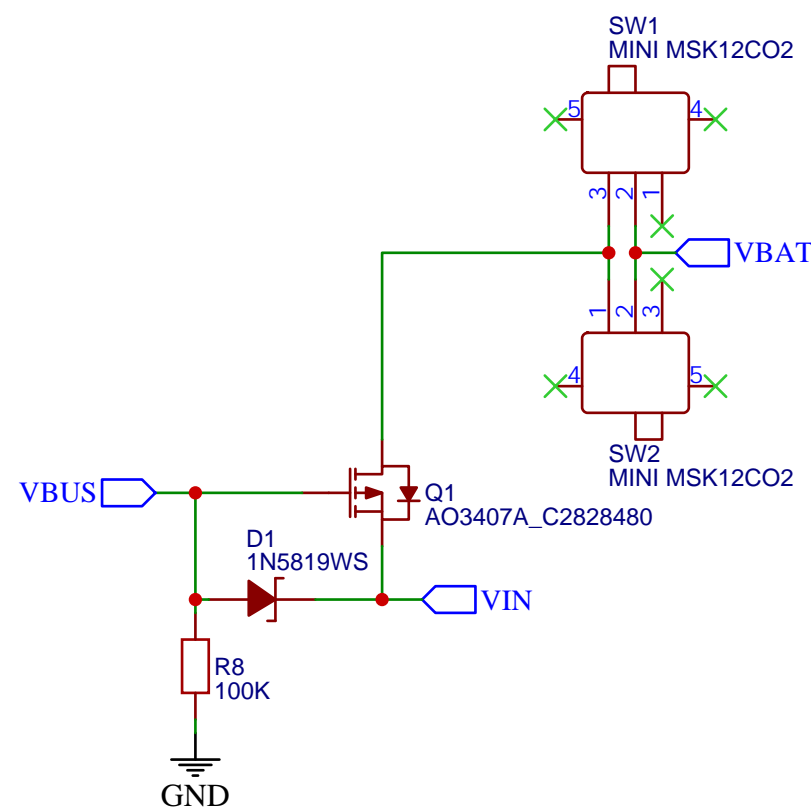 SW1
MINI MSK12CO2
5
4
3
2
1
VBAT
1
2
3
4
5
SW2
MINI MSK12CO2
VBUS
Q1
AO3407A_C2828480
D1
1N5819WS
VIN
R8
100K
GND